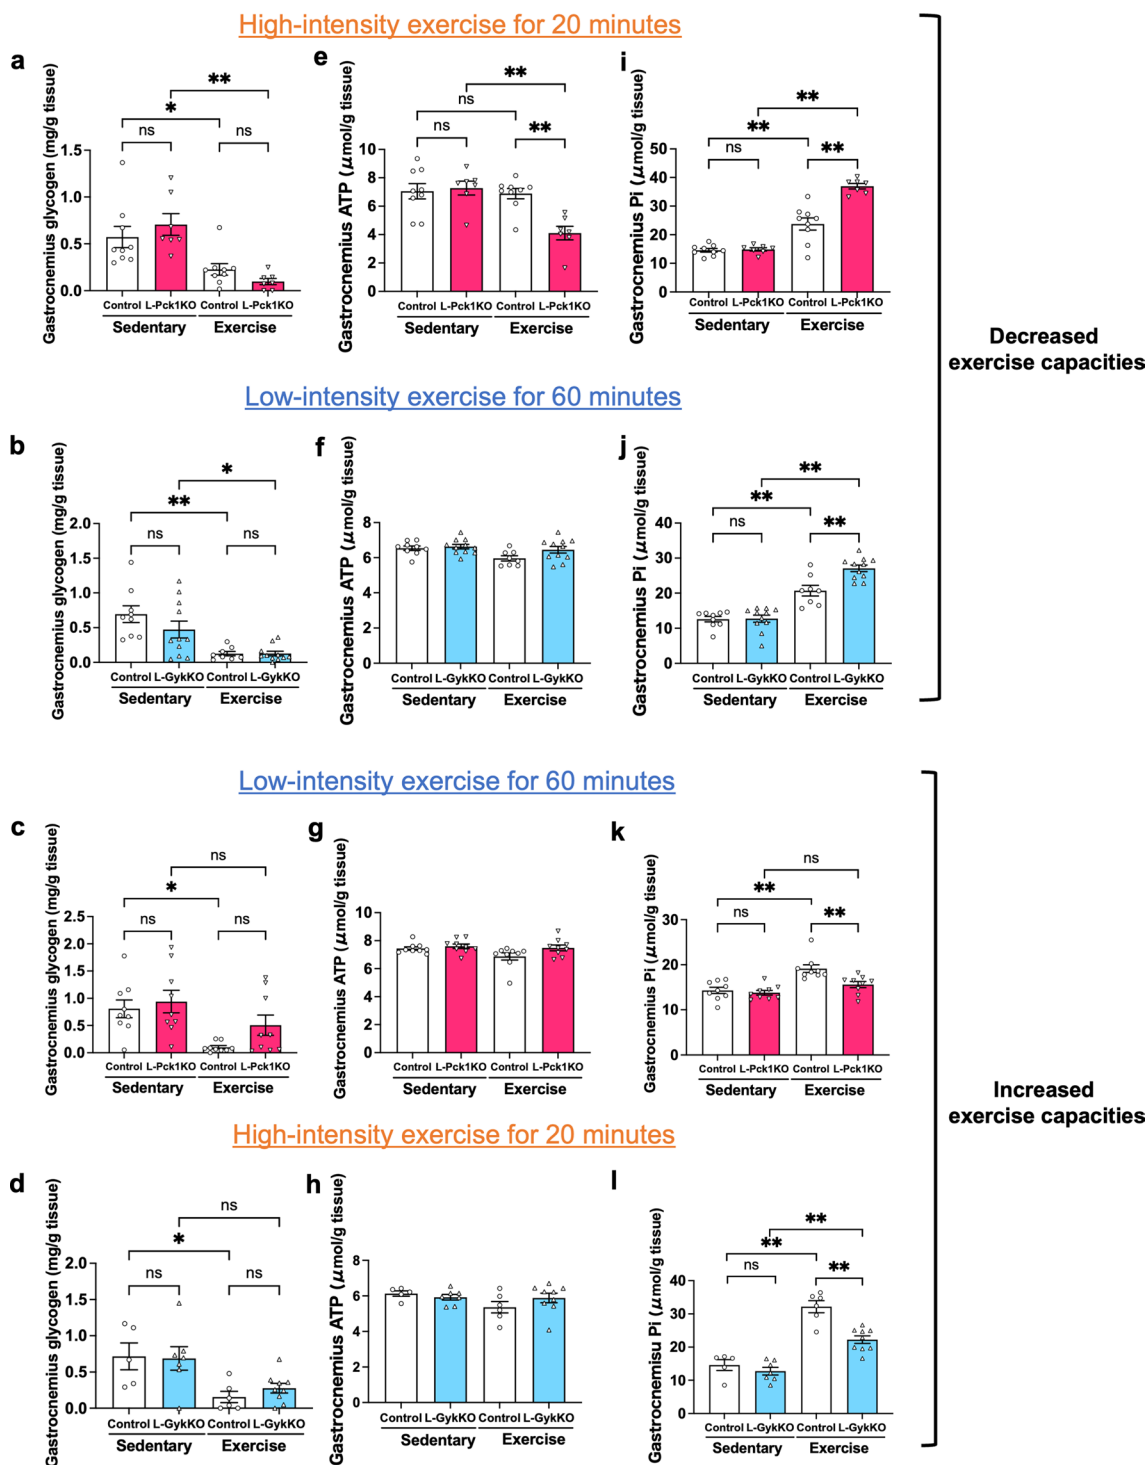 High-intensity exercise for 20 minutes
a
Gastrocnemius glycogen (mg/g tissue)
**
*
ns
ns
1.5
1.0
0.5
0.0
Control L-Pck1KO Control L-Pck1KO
Sedentary Exercise
e
Gastrocnemius ATP (μmol/g tissue)
**
ns
ns
**
10
8
6
4
2
0
Control L-Pck1KO Control L-Pck1KO
Sedentary Exercise
i
Gastrocnemius Pi (μmol/g tissue)
**
**
ns
**
50
40
30
20
10
0
Control L-Pck1KO Control L-Pck1KO
Sedentary Exercise
Decreased
exercise capacities
Low-intensity exercise for 60 minutes
b
Gastrocnemius glycogen (mg/g tissue)
*
**
ns
ns
2.0
1.5
1.0
0.5
0.0
Control L-GykKO Control L-GykKO
Sedentary Exercise
f
Gastrocnemius ATP (μmol/g tissue)
8
6
4
2
0
Control L-GykKO Control L-GykKO
Sedentary Exercise
j
Gastrocnemius Pi (μmol/g tissue)
**
**
ns
**
40
30
20
10
0
Control L-GykKO Control L-GykKO
Sedentary Exercise
Low-intensity exercise for 60 minutes
c
Gastrocnemius glycogen (mg/g tissue)
ns
*
ns
ns
2.5
2.0
1.5
1.0
0.5
0.0
Control L-Pck1KO Control L-Pck1KO
Sedentary Exercise
g
Gastrocnemius ATP (μmol/g tissue)
10
8
6
4
2
0
Control L-Pck1KO Control L-Pck1KO
Sedentary Exercise
k
Gastrocnemius Pi (μmol/g tissue)
ns
**
ns
**
30
20
10
0
Control L-Pck1KO Control L-Pck1KO
Sedentary Exercise
Increased
exercise capacities
High-intensity exercise for 20 minutes
d
Gastrocnemius glycogen (mg/g tissue)
ns
*
ns
ns
2.0
1.5
1.0
0.5
0.0
Control L-GykKO Control L-GykKO
Sedentary Exercise
h
Gastrocnemius ATP (μmol/g tissue)
8
6
4
2
0
Control L-GykKO Control L-GykKO
Sedentary Exercise
l
Gastrocnemisu Pi (μmol/g tissue)
**
**
ns
**
40
30
20
10
0
Control L-GykKO Control L-GykKO
Sedentary Exercise